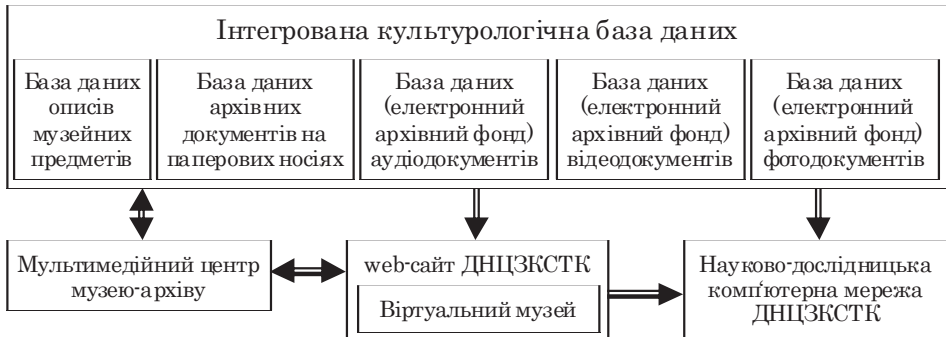 Інтегрована культурологічна база даних
База даних
описів
музейних
предметів
База даних
архівних
документів на
паперових носіях
База даних
(електронний
архівний фонд)
аудіодокументів
База даних
(електронний
архівний фонд)
відеодокументів
База даних
(електронний
архівний фонд)
фотодокументів
Мультимедійний центр
музею-архіву
web-сайт ДНЦЗКСТК
Віртуальний музей
Науково-дослідницька
комп‘ютерна мережа
ДНЦЗКСТК